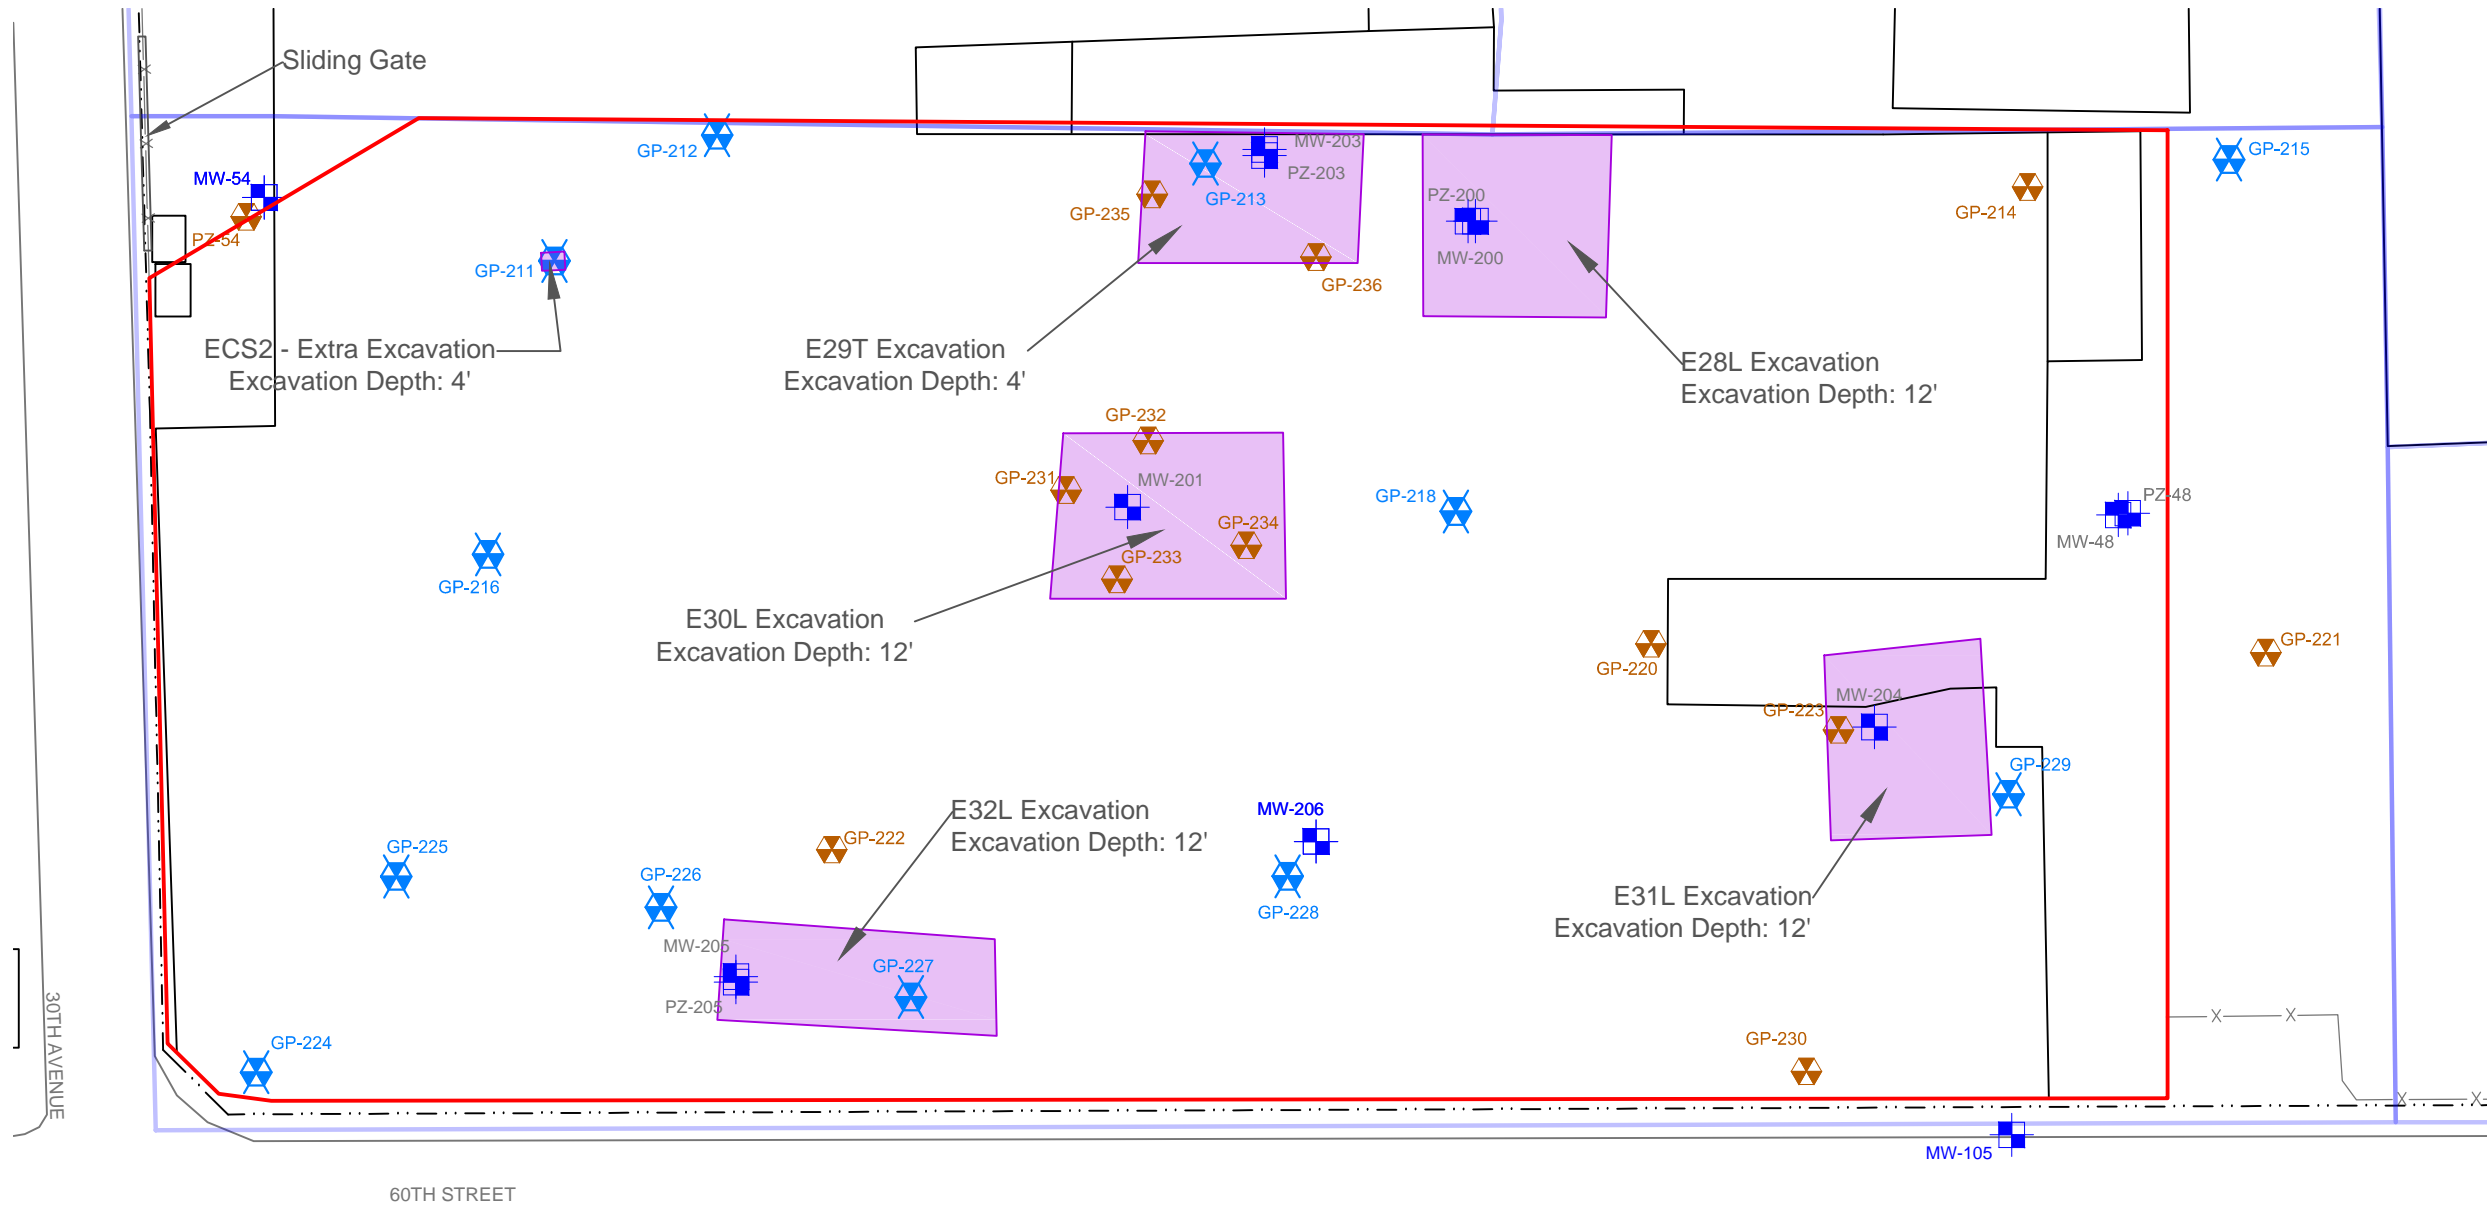 Sliding Gate
GP-212
MW-203
PZ-203
GP-215
MW-54
PZ-54
GP-235
GP-213
PZ-200
GP-214
GP-211
GP-236
MW-200
ECS2 - Extra Excavation
Excavation Depth: 4'
E29T Excavation
Excavation Depth: 4'
E28L Excavation
Excavation Depth: 12'
GP-232
GP-231
MW-201
GP-218
PZ-48
MW-48
GP-234
GP-233
GP-216
E30L Excavation
Excavation Depth: 12'
GP-220
GP-221
MW-204
GP-223
GP-229
E32L Excavation
Excavation Depth: 12'
MW-206
GP-222
GP-225
GP-226
GP-228
E31L Excavation
Excavation Depth: 12'
MW-205
GP-227
PZ-205
30TH AVENUE
GP-224
GP-230
MW-105
60TH STREET